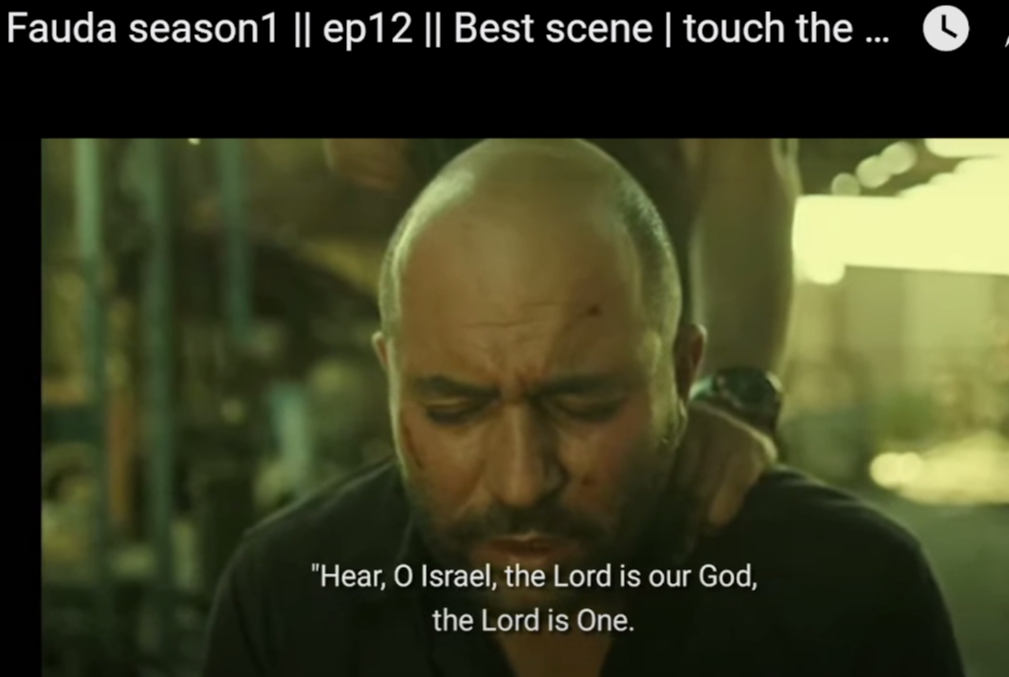 Fauda season1 || ep12 || Best scene | touch the ...
"Hear, O Israel, the Lord is our God,
the Lord is One.